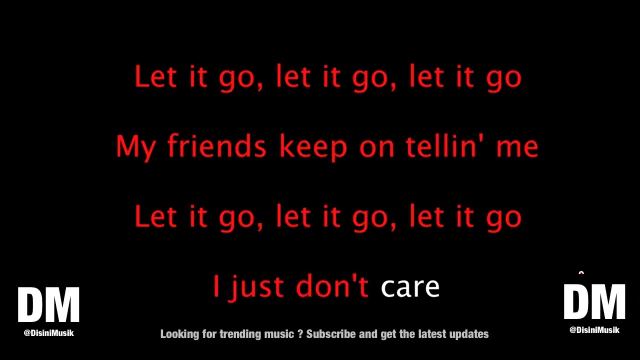 Let it go, let it go, let it go
My friends keep on tellin' me
Let it go, let it go, let it go
I just don't care
DM
@DisiniMusik
DM
@DisiniMusik
Looking for trending music ? Subscribe and get the latest updates